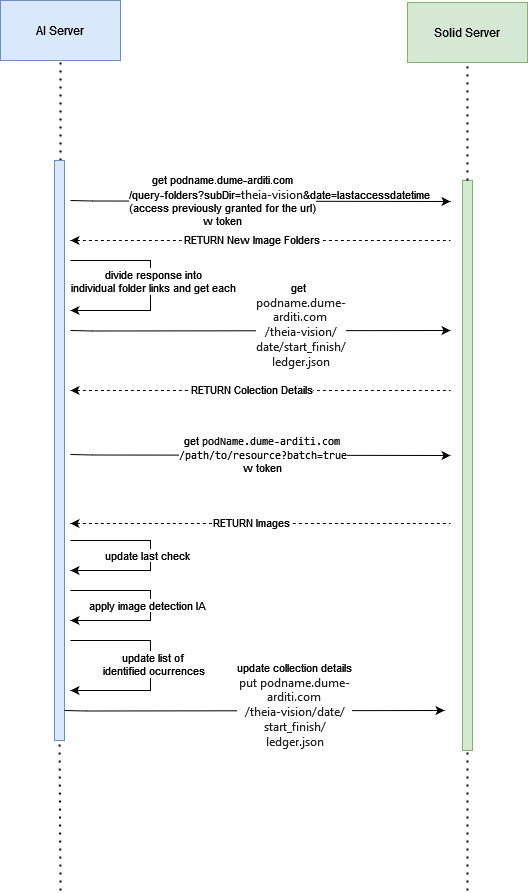 AI Server
Solid Server
get podname.dume-arditi.com
/query-folders?subDir=theia-vision&date=lastaccessdatetime
(access previously granted for the url)
w token
RETURN New Image Folders
divide response into
individual folder links and get each
get
podname.dume-
arditi.com
/theia-vision/
date/start_finish/
ledger.json
RETURN Colection Details
get podName.dume-arditi.com
/path/to/resource?batch=true
w token
RETURN Images
update last check
apply image detection IA
update list of
identified ocurrences
update collection details
put podname.dume-
arditi.com
/theia-vision/date/
start_finish/
ledger.json